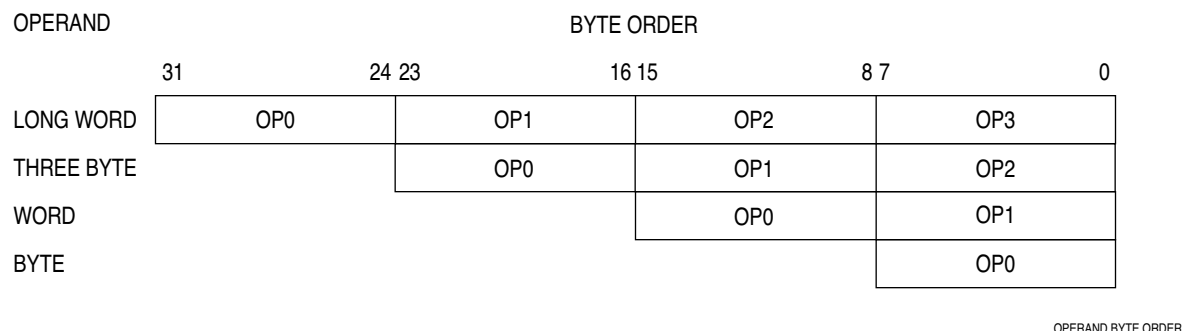 OPERAND BYTE ORDER
31 24 23 16 15 8 7 0
LONG WORD OP0 OP1 OP2 OP3
THREE BYTE OP0 OP1 OP2
WORD OP0 OP1
BYTE OP0
OPERAND BYTE ORDER